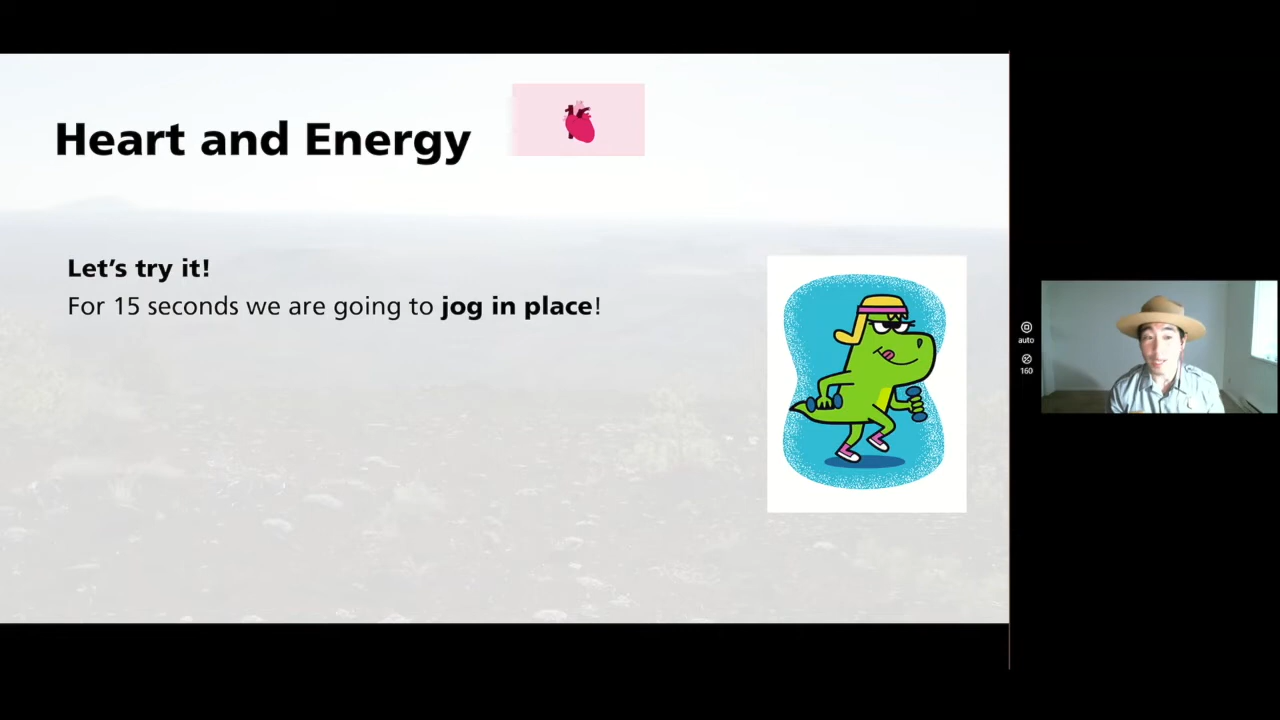 Heart and Energy
Let’s try it!
For 15 seconds we are going to jog in place!
auto
160